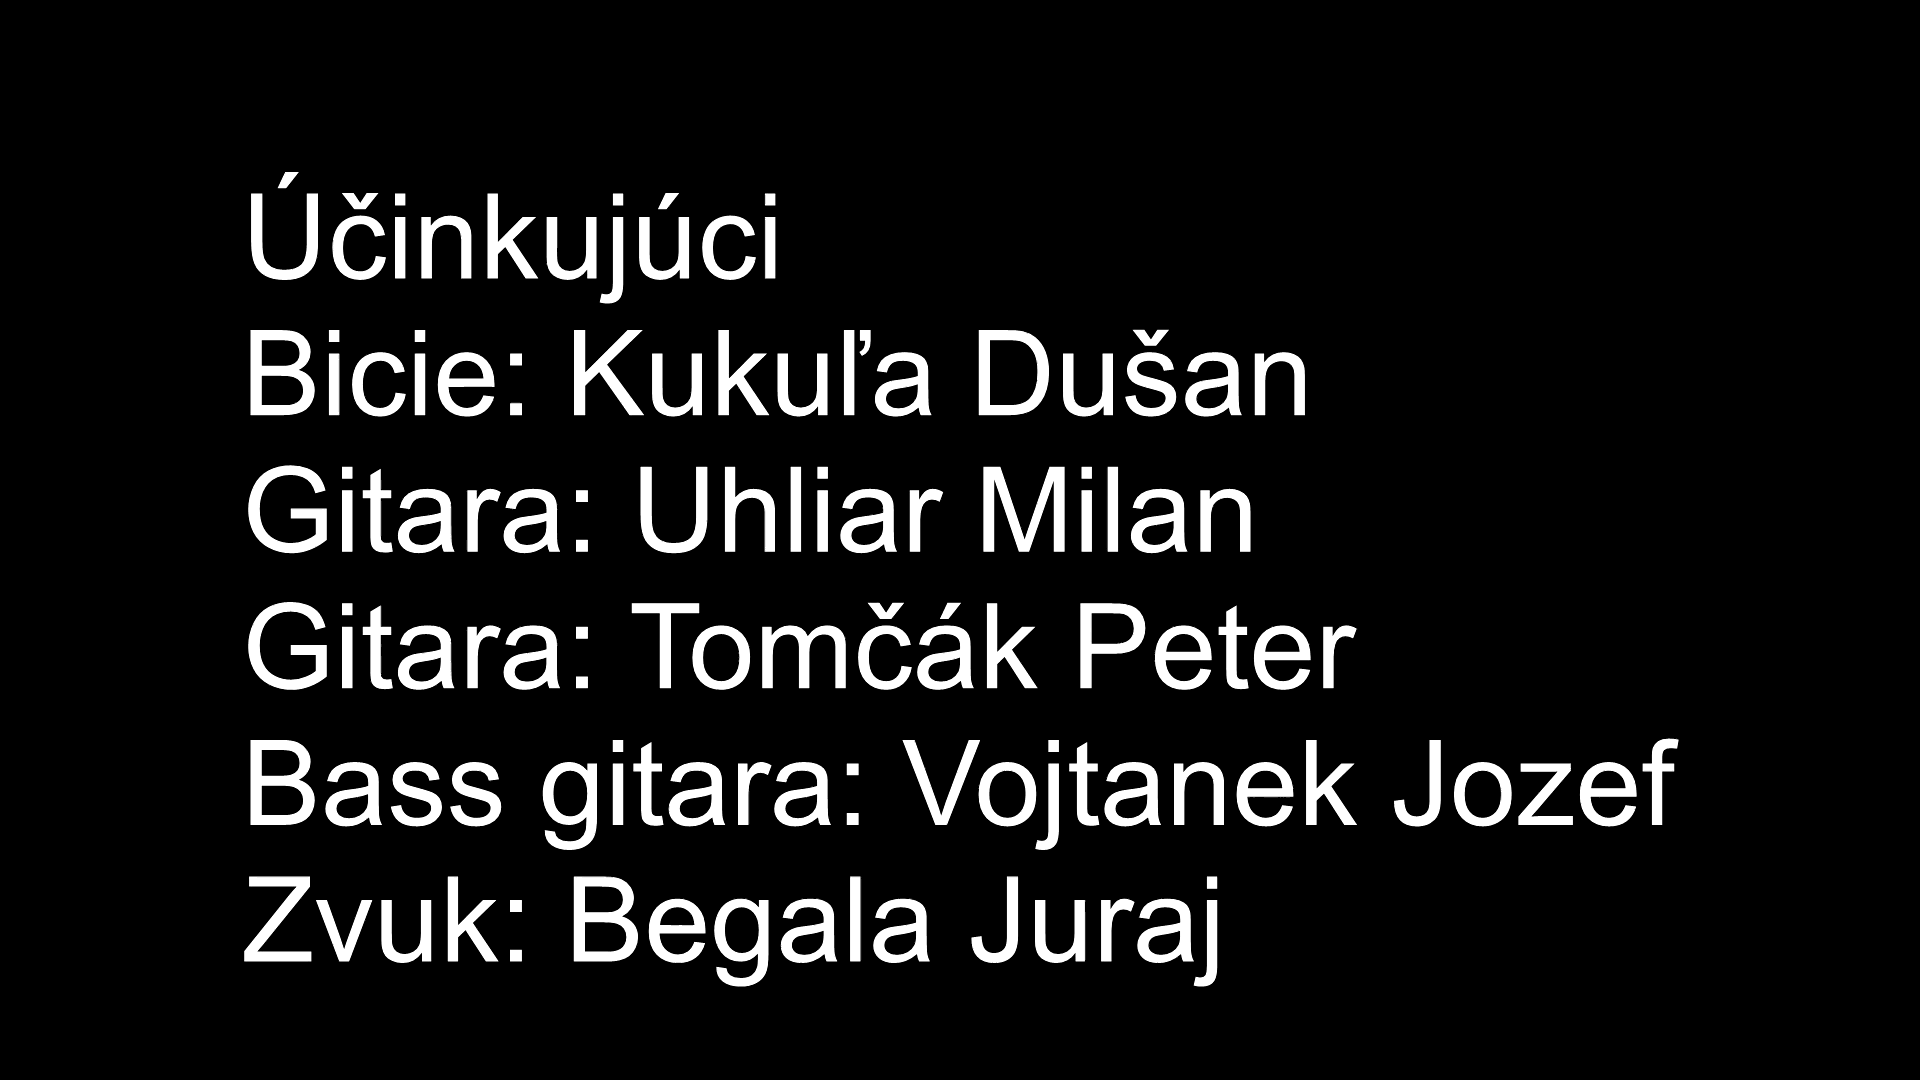 Účinkujúci
Bicie: Kukuľa Dušan
Gitara: Uhliar Milan
Gitara: Tomčák Peter
Bass gitara: Vojtanek Jozef
Zvuk: Begala Juraj